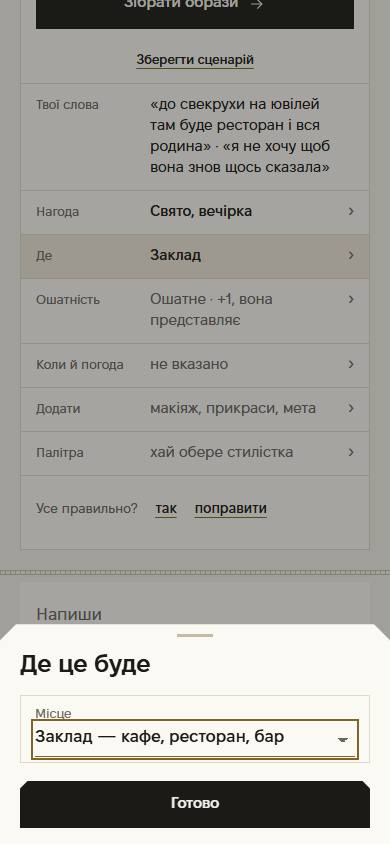 Зібрати образи →
Зберегти сценарій
Твої слова
«до свекрухи на ювілей
там буде ресторан і вся
родина» · «я не хочу щоб
вона знов щось сказала»
Нагода Свято, вечірка ›
Де Заклад ›
Ошатність Ошатне · +1, вона ›
представляє
Коли й погода не вказано ›
Додати макіяж, прикраси, мета ›
Палітра хай обере стилістка ›
Усе правильно? так поправити
Напиши
Де це буде
Місце
Заклад — кафе, ресторан, бар
Готово